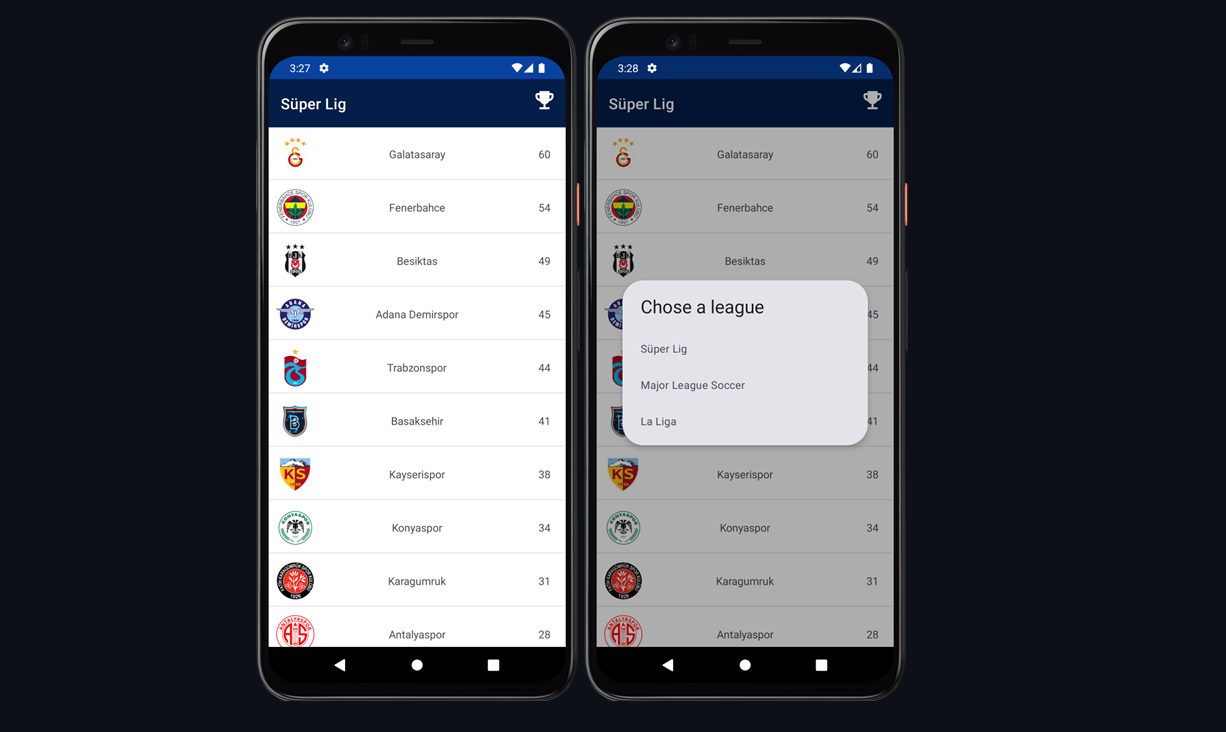 3:27
Süper Lig
Galatasaray 60
Fenerbahce 54
Besiktas 49
Adana Demirspor 45
Trabzonspor 44
Basaksehir 41
Kayserispor 38
Konyaspor 34
Karagumruk 31
Antalyaspor 28
3:28
Süper Lig
Galatasaray 60
Fenerbahce 54
Besiktas 49
45
44
41
Chose a league
Süper Lig
Major League Soccer
La Liga
Kayserispor 38
Konyaspor 34
Karagumruk 31
Antalyaspor 28